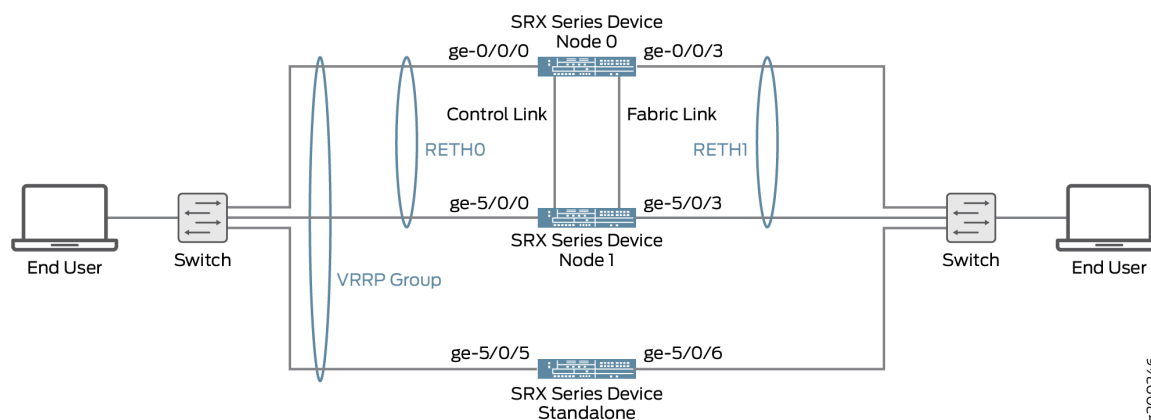 SRX Series Device
Node 0
ge-0/0/0
ge-0/0/3
Control Link
Fabric Link
RETH0
RETH1
ge-5/0/0
ge-5/0/3
SRX Series Device
Node 1
End User
Switch
Switch
End User
VRRP Group
ge-5/0/5
ge-5/0/6
SRX Series Device
Standalone